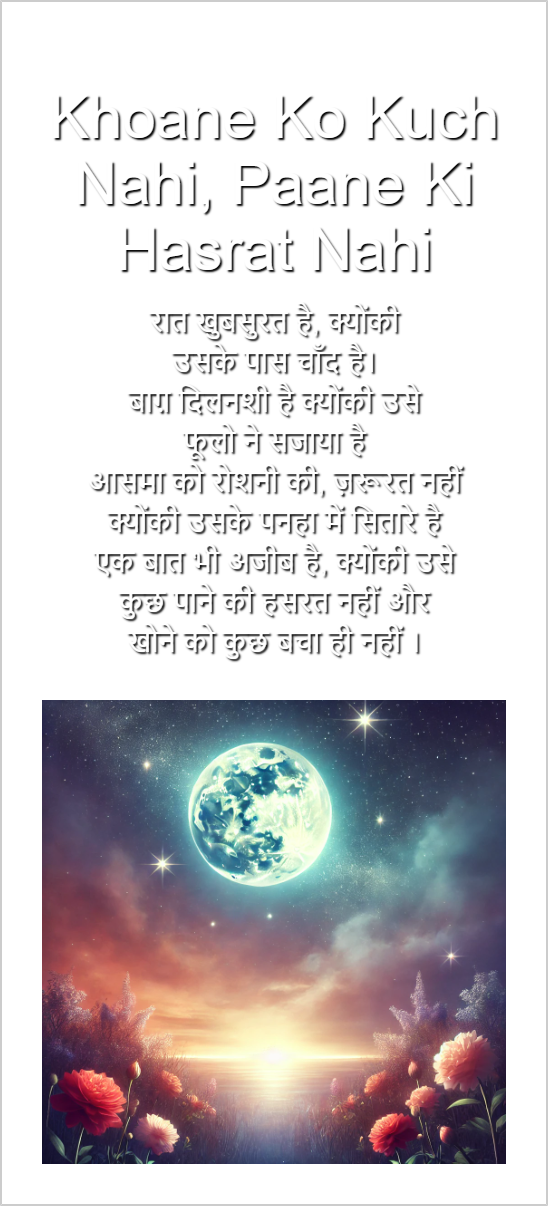 Khoane Ko Kuch
Nahi, Paane Ki
Hasrat Nahi
रात खुबसुरत है, क्योंकी
उसके पास चाँद है।
बाग़ दिलनशी है क्योंकी उसे
फूलो ने सजाया है
आसमा को रोशनी की, ज़रूरत नहीं
क्योंकी उसके पनहा में सितारे है
एक बात भी अजीब है, क्योंकी उसे
कुछ पाने की हसरत नहीं और
खोने को कुछ बचा ही नहीं ।